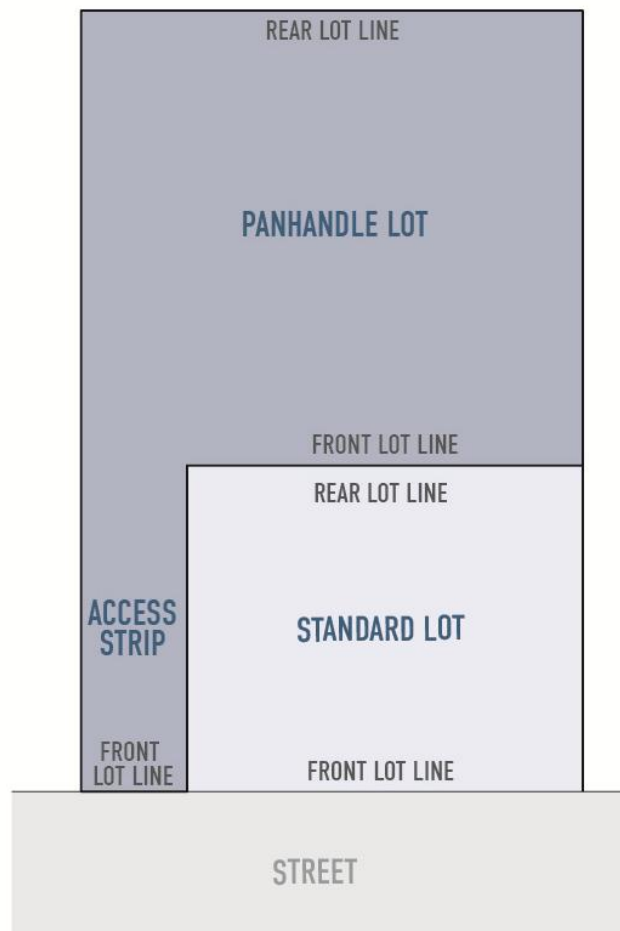 REAR LOT LINE
PANHANDLE LOT
FRONT LOT LINE
REAR LOT LINE
ACCESS
STRIP
STANDARD LOT
FRONT
LOT LINE
FRONT LOT LINE
STREET